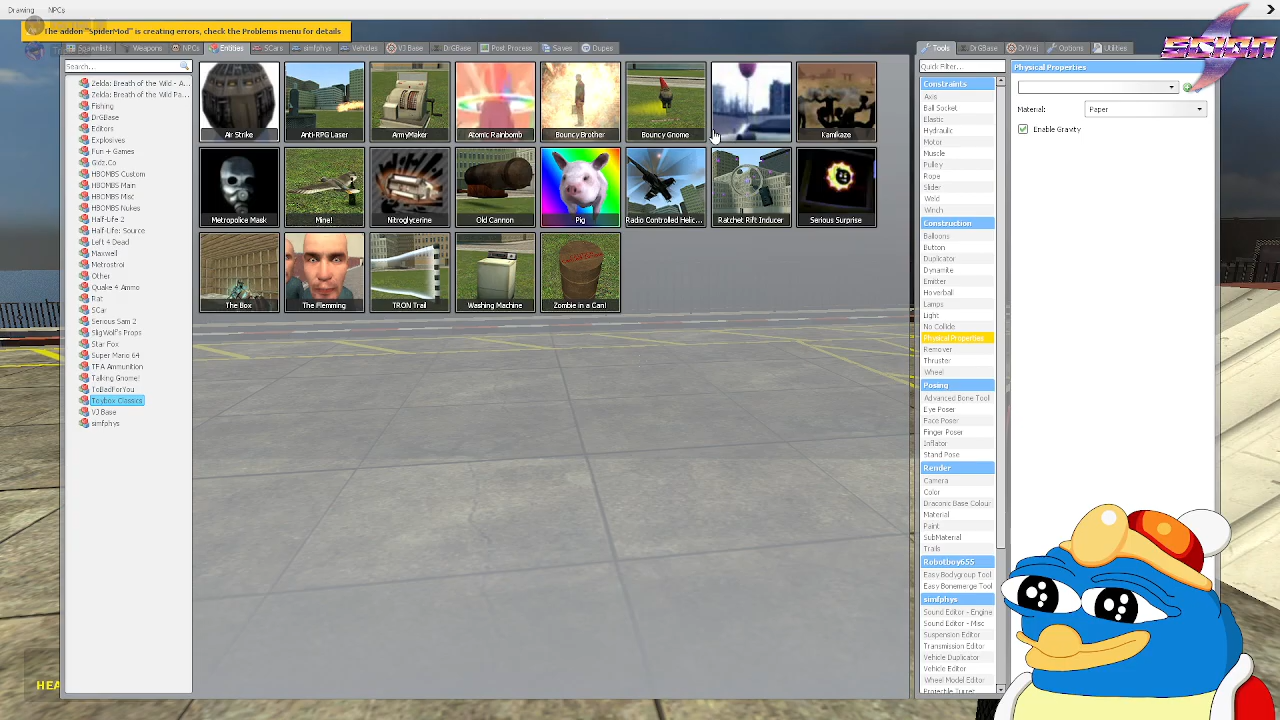 Drawing NPCs
The addon "SpiderMod" is creating errors, check the Problems menu for details
Spawnlists Weapons NPCs Entities SCars simfphys Vehicles VJ Base DrGBase Post Process Saves Dupes
Search...
Zelda: Breath of the Wild - A...
Zelda: Breath of the Wild Pa...
Fishing
DrGBase
Editors
Explosives
Fun + Games
Gidz.Co
HBOMBS Custom
HBOMBS Main
HBOMBS Misc
HBOMBS Nukes
Half-Life 2
Half-Life: Source
Left 4 Dead
Maxwell
Metrostroi
Other
Quake 4 Ammo
Rat
SCar
Serious Sam 2
SligWolf's Props
Star Fox
Super Mario 64
TFA Ammunition
Talking Gnome!
ToBadForYou
Toybox Classics
VJ Base
simfphys
Air Strike
Anti-RPG Laser
ArmyMaker
Atomic Rainbomb
Bouncy Brother
Bouncy Gnome
Kamikaze
Metropolice Mask
Mine!
Nitroglycerine
Old Cannon
Pig
Radio Controlled Helic...
Ratchet Rift Inducer
Serious Surprise
The Box
The Flemming
TRON Trail
Washing Machine
Zombie in a Can!
HEA
Tools DrGBase DrVrej Options Utilities
Quick Filter...
Constraints
Axis
Ball Socket
Elastic
Hydraulic
Motor
Muscle
Pulley
Rope
Slider
Weld
Winch
Construction
Balloons
Button
Duplicator
Dynamite
Emitter
Hoverball
Lamps
Light
No Collide
Physical Properties
Remover
Thruster
Wheel
Posing
Advanced Bone Tool
Eye Poser
Face Poser
Finger Poser
Inflator
Stand Pose
Render
Camera
Color
Draconic Base Colour
Material
Paint
SubMaterial
Trails
Robotboy655
Easy Bodygroup Tool
Easy Bonemerge Tool
simfphys
Sound Editor - Engine
Sound Editor - Misc
Suspension Editor
Transmission Editor
Vehicle Duplicator
Vehicle Editor
Wheel Model Editor
Projectile Turret
Physical Properties
Material: Paper
Enable Gravity